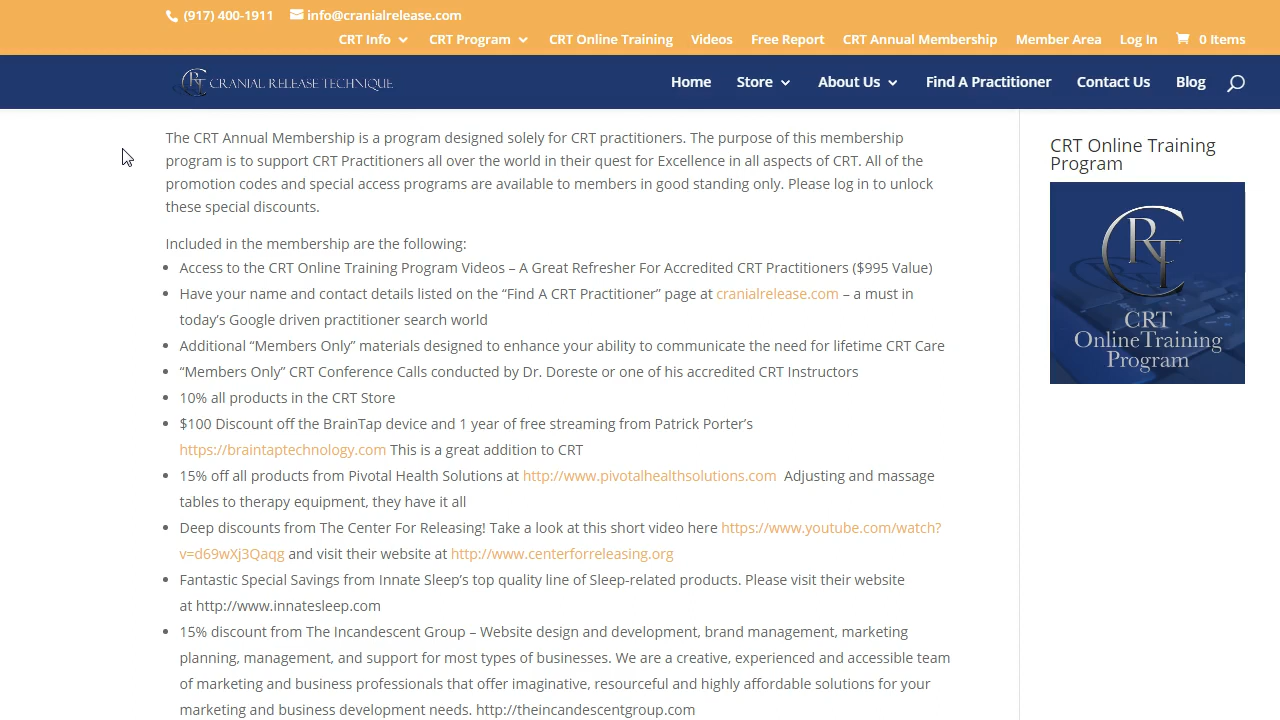 (917) 400-1911 info@cranialrelease.com
CRT Info CRT Program CRT Online Training Videos Free Report CRT Annual Membership Member Area Log In 0 Items
CRT CRANIAL RELEASE TECHNIQUE
Home Store About Us Find A Practitioner Contact Us Blog
The CRT Annual Membership is a program designed solely for CRT practitioners. The purpose of this membership
program is to support CRT Practitioners all over the world in their quest for Excellence in all aspects of CRT. All of the
promotion codes and special access programs are available to members in good standing only. Please log in to unlock
these special discounts.
Included in the membership are the following:
Access to the CRT Online Training Program Videos – A Great Refresher For Accredited CRT Practitioners ($995 Value)
Have your name and contact details listed on the “Find A CRT Practitioner” page at cranialrelease.com – a must in
today’s Google driven practitioner search world
Additional “Members Only” materials designed to enhance your ability to communicate the need for lifetime CRT Care
“Members Only” CRT Conference Calls conducted by Dr. Doreste or one of his accredited CRT Instructors
10% all products in the CRT Store
$100 Discount off the BrainTap device and 1 year of free streaming from Patrick Porter’s
https://braintaptechnology.com This is a great addition to CRT
15% off all products from Pivotal Health Solutions at http://www.pivotalhealthsolutions.com Adjusting and massage
tables to therapy equipment, they have it all
Deep discounts from The Center For Releasing! Take a look at this short video here https://www.youtube.com/watch?
v=d69wXj3Qaqg and visit their website at http://www.centerforreleasing.org
Fantastic Special Savings from Innate Sleep’s top quality line of Sleep-related products. Please visit their website
at http://www.innatesleep.com
15% discount from The Incandescent Group – Website design and development, brand management, marketing
planning, management, and support for most types of businesses. We are a creative, experienced and accessible team
of marketing and business professionals that offer imaginative, resourceful and highly affordable solutions for your
marketing and business development needs. http://theincandescentgroup.com
CRT Online Training
Program
CRT
CRT
OnlineTraining
Program